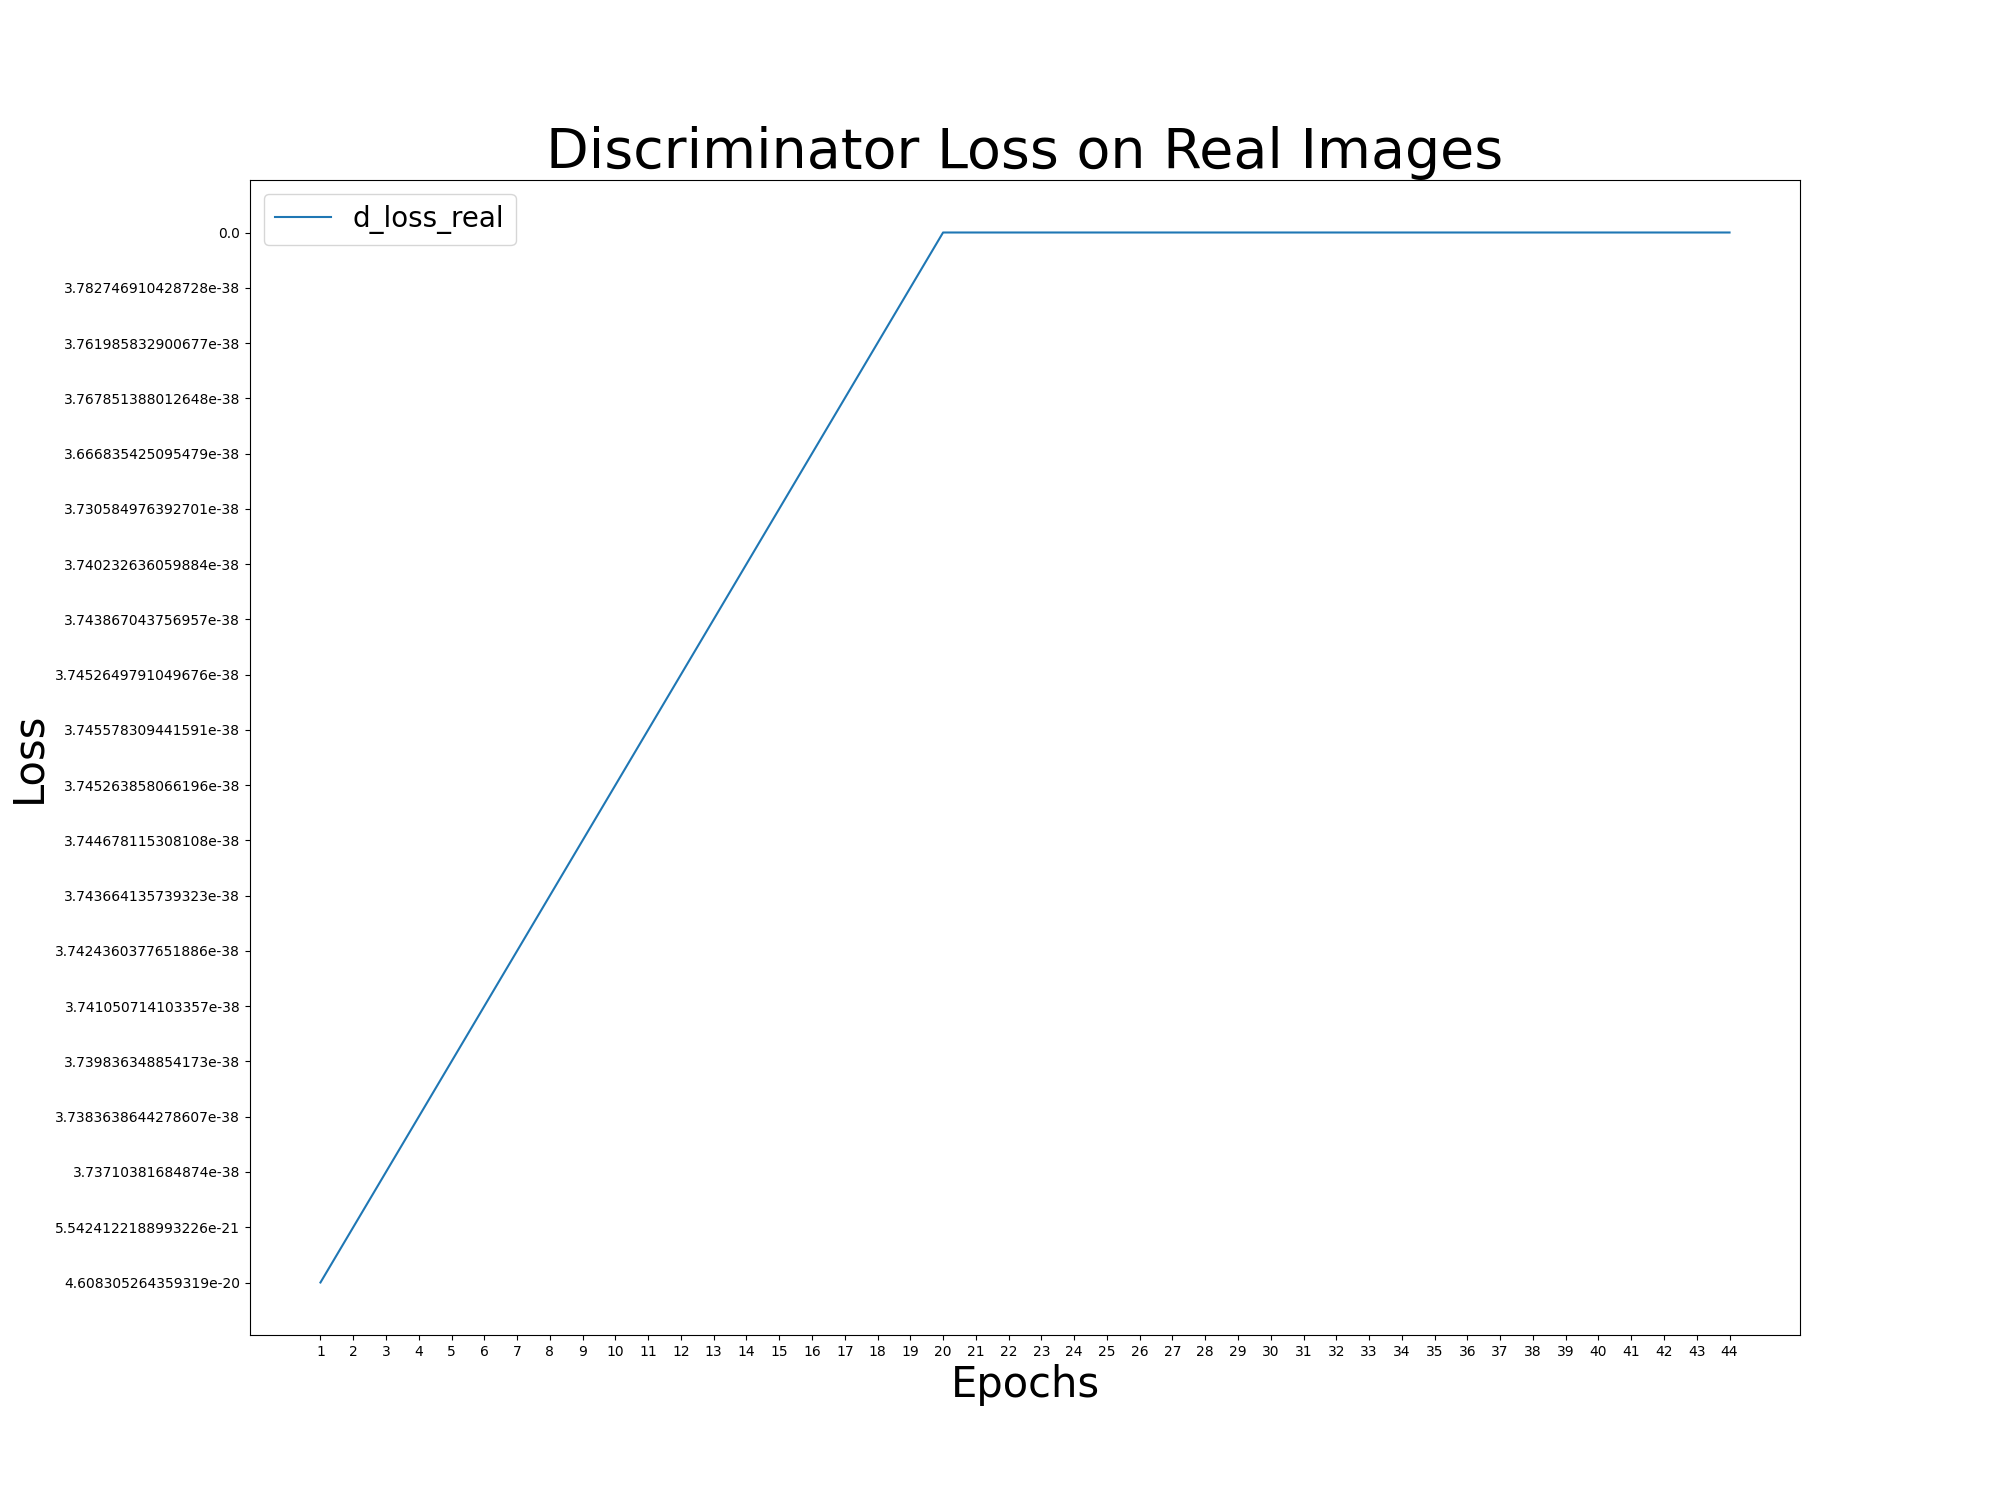 Discriminator Loss on Real Images
d_loss_real
0.0
3.782746910428728e-38
3.761985832900677e-38
3.767851388012648e-38
3.666835425095479e-38
3.730584976392701e-38
3.740232636059884e-38
3.743867043756957e-38
3.7452649791049676e-38
3.745578309441591e-38
3.745263858066196e-38
3.744678115308108e-38
3.743664135739323e-38
3.7424360377651886e-38
3.741050714103357e-38
3.739836348854173e-38
3.7383638644278607e-38
3.73710381684874e-38
5.5424122188993226e-21
4.608305264359319e-20
Loss
1 2 3 4 5 6 7 8 9 10 11 12 13 14 15 16 17 18 19 20 21 22 23 24 25 26 27 28 29 30 31 32 33 34 35 36 37 38 39 40 41 42 43 44
Epochs